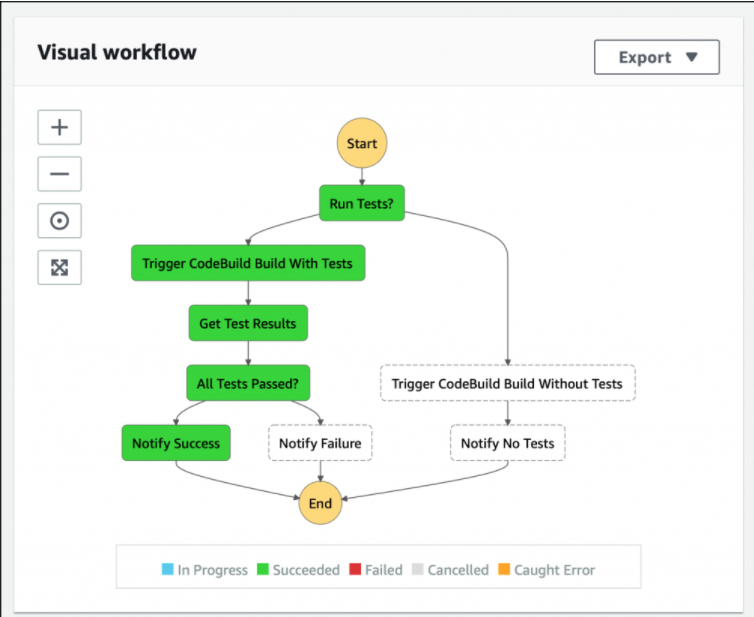 Visual workflow
Export
Start
Run Tests?
Trigger CodeBuild Build With Tests
Get Test Results
All Tests Passed?
Trigger CodeBuild Build Without Tests
Notify Success
Notify Failure
Notify No Tests
End
In Progress Succeeded Failed Cancelled Caught Error